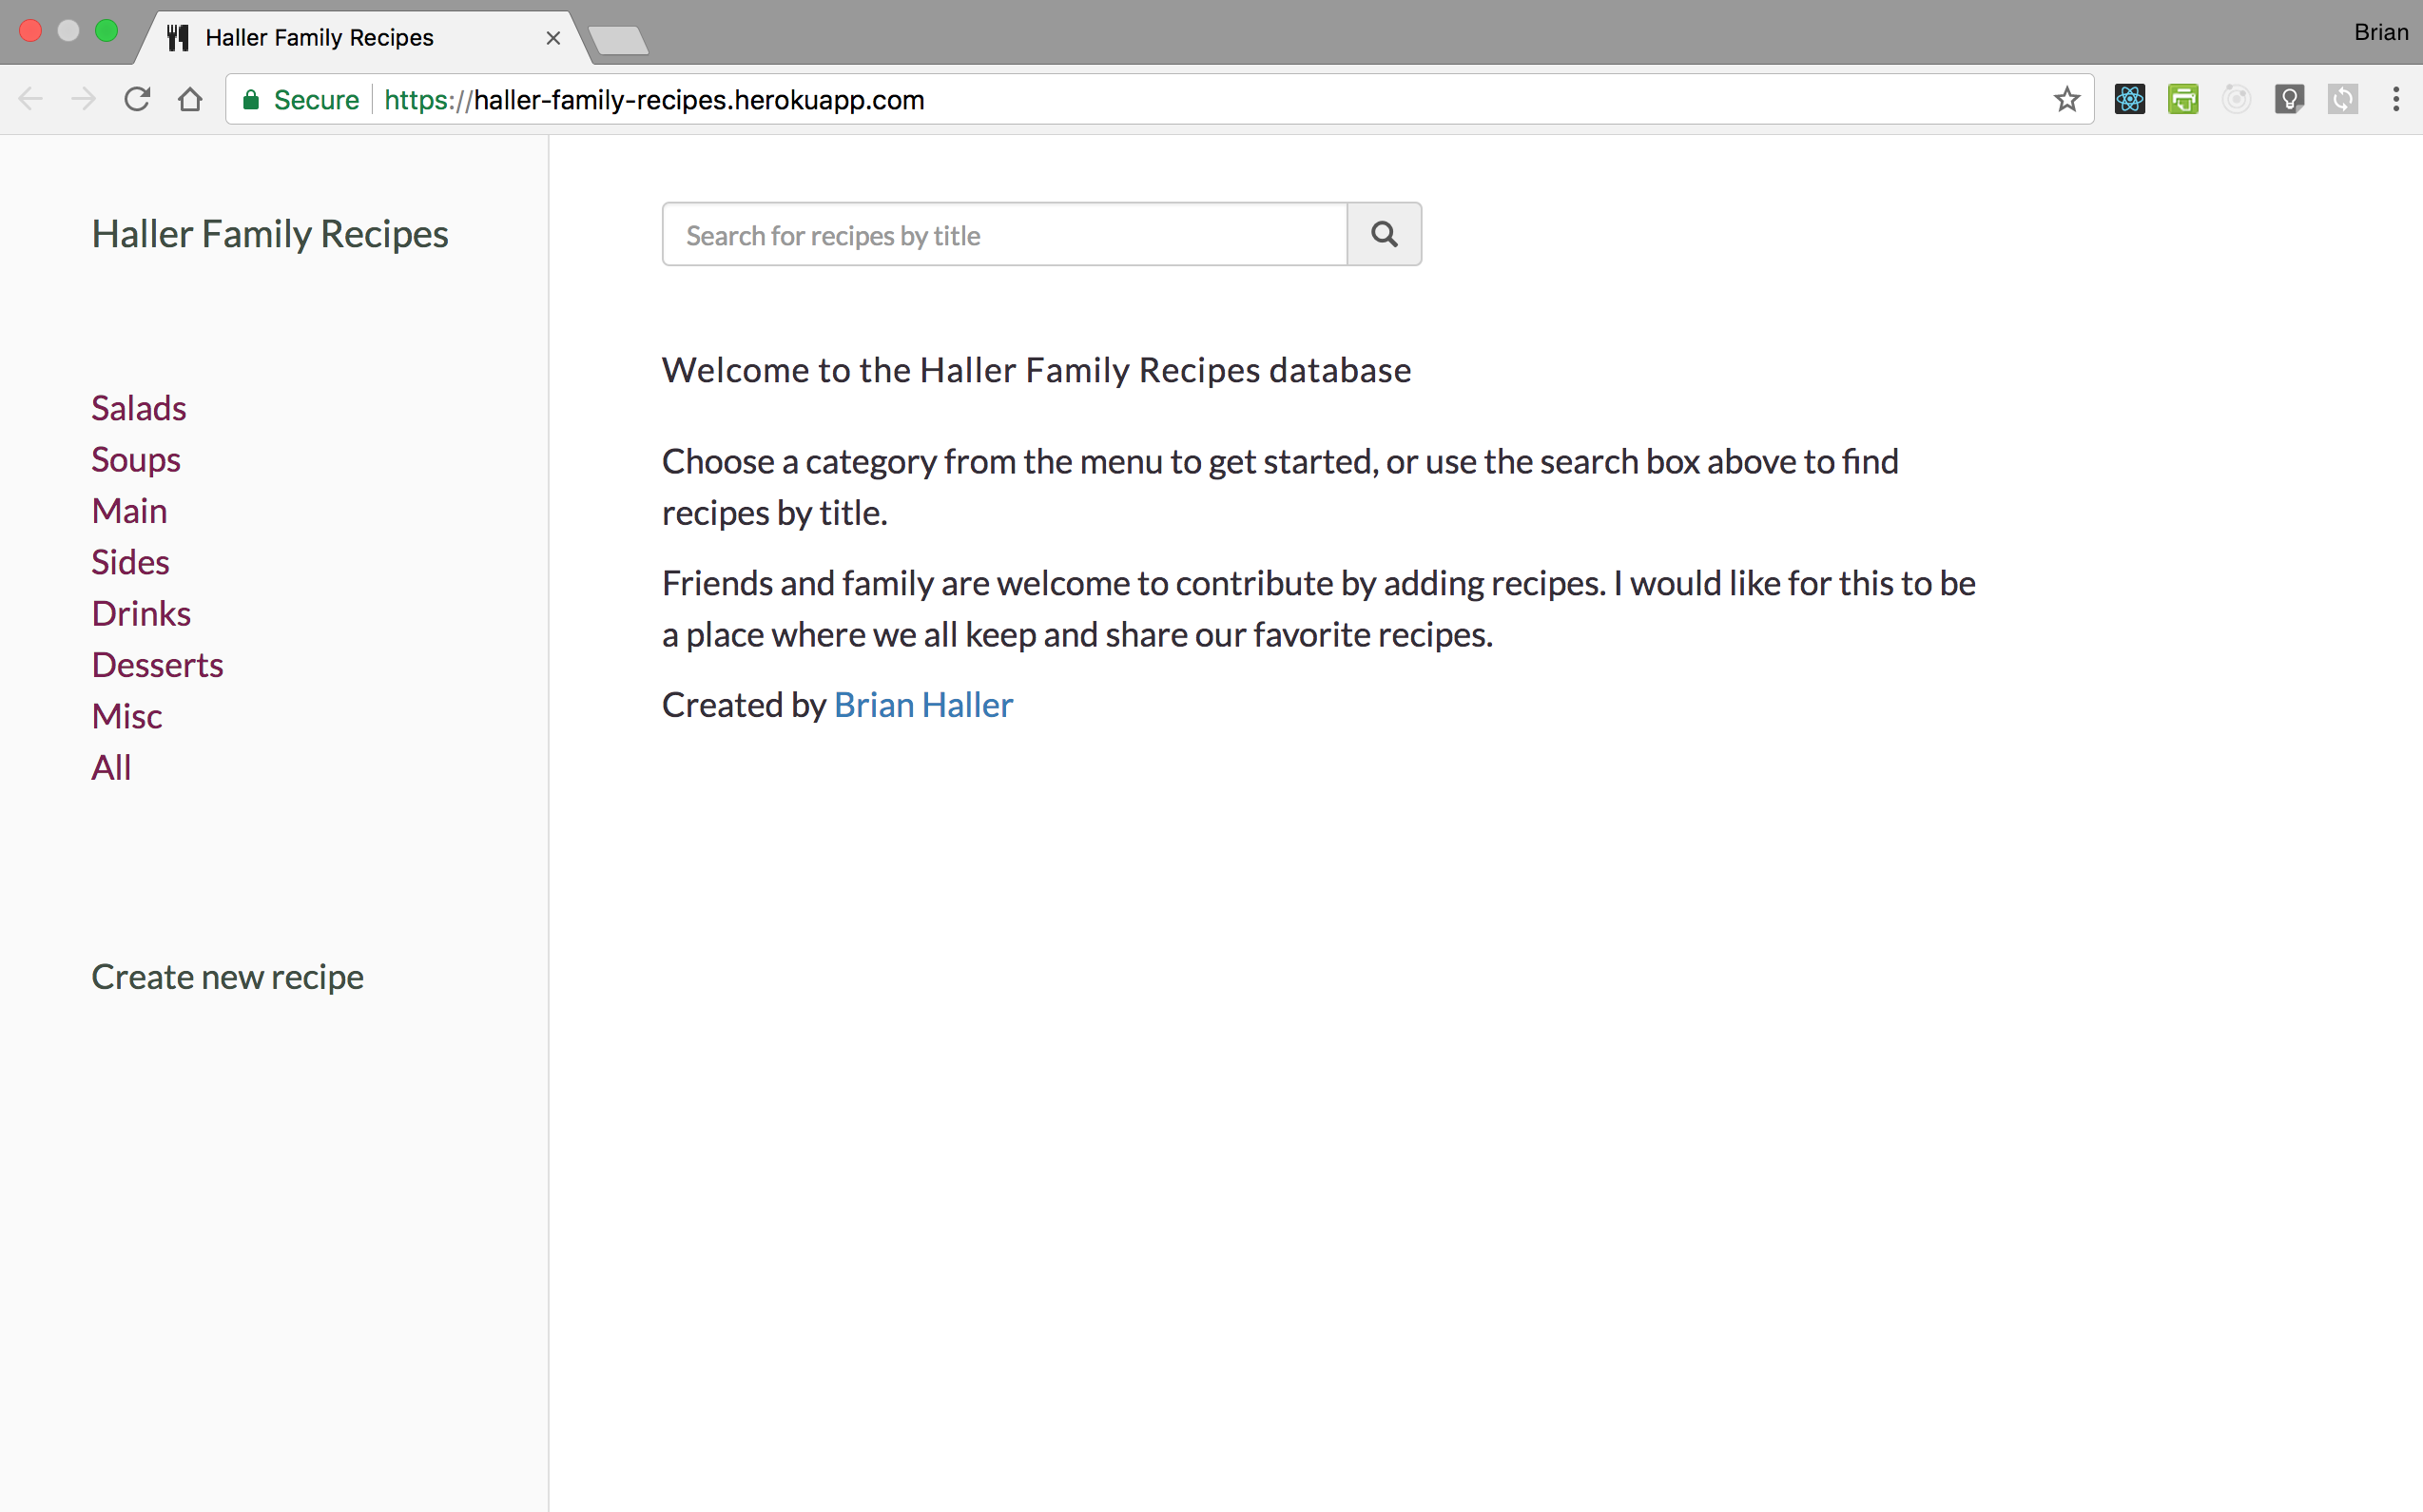 Haller Family Recipes
Brian
Secure https://haller-family-recipes.herokuapp.com
Haller Family Recipes
Salads
Soups
Main
Sides
Drinks
Desserts
Misc
All
Create new recipe
Search for recipes by title
Welcome to the Haller Family Recipes database
Choose a category from the menu to get started, or use the search box above to find
recipes by title.
Friends and family are welcome to contribute by adding recipes. I would like for this to be
a place where we all keep and share our favorite recipes.
Created by Brian Haller